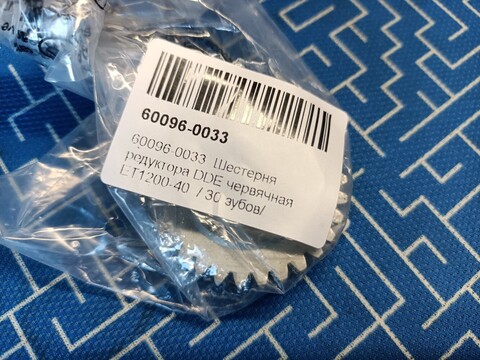 60096-0033
60096-0033 Шестерня
редуктора DDE червячная
ET1200-40 / 30 зубов/